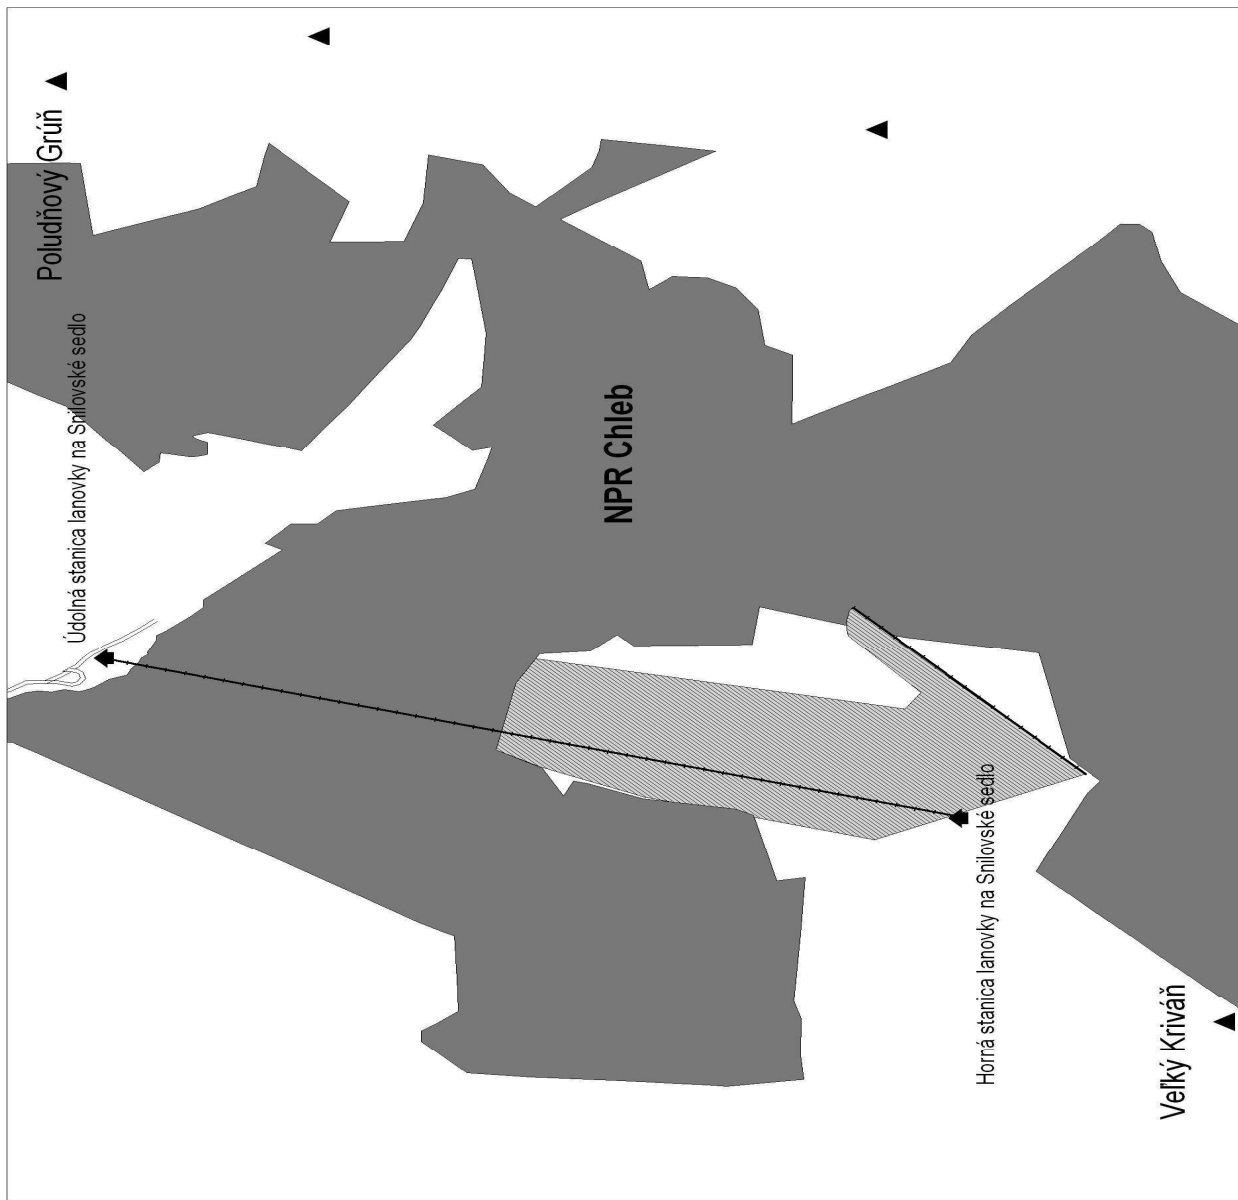 Poludňový Grúň
Údolná stanica lanovky na Snilovské sedlo
NPR Chleb
Horná stanica lanovky na Snilovské sedlo
Veľký Kriváň